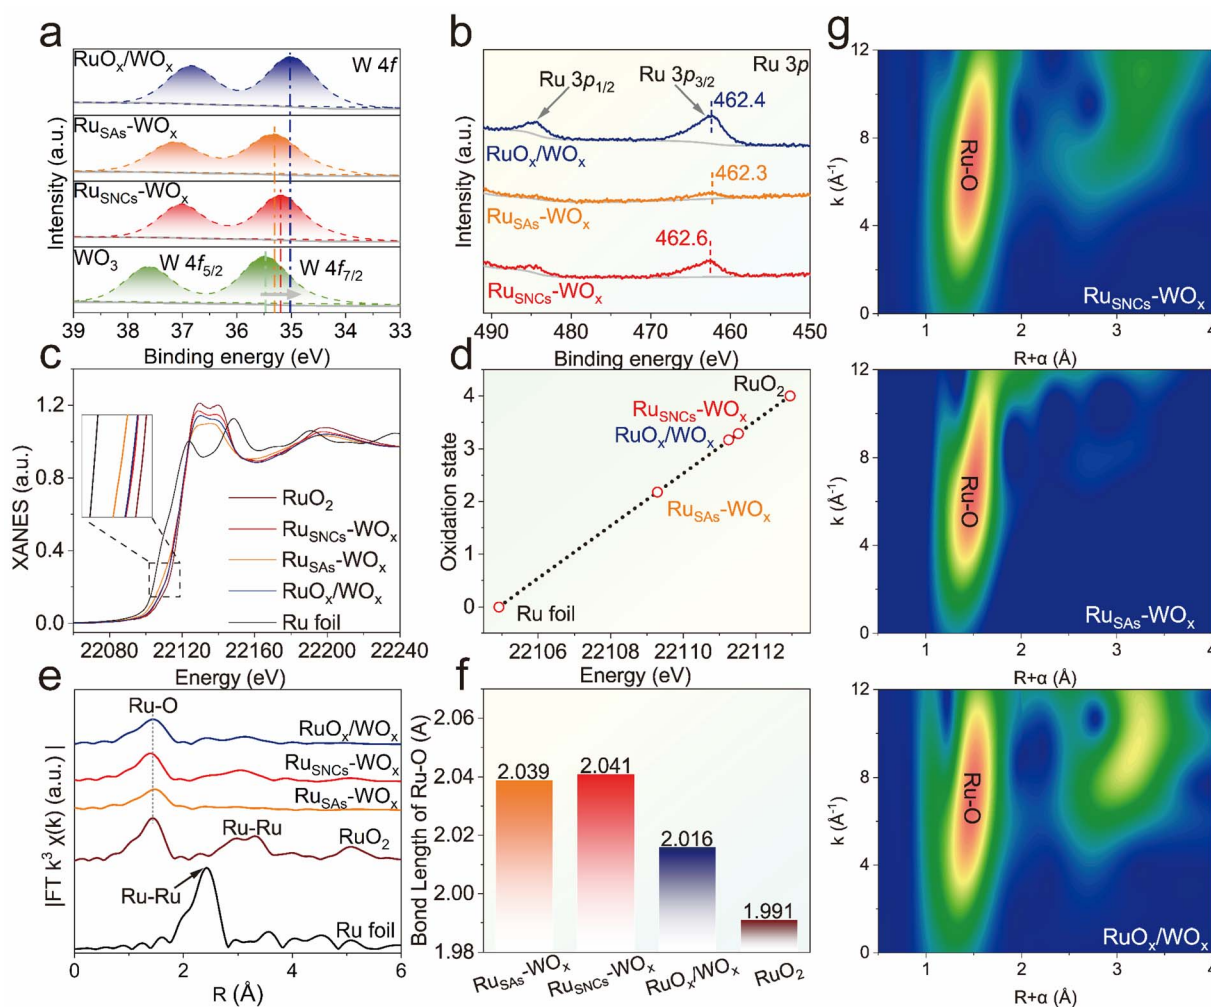 a
RuOx/WOx
W 4f
RuSAs-WOx
RuSNCs-WOx
WO3
W 4f5/2
W 4f7/2
Intensity (a.u.)
39 38 37 36 35 34 33
Binding energy (eV)
b
Ru 3p1/2
Ru 3p3/2
Ru 3p
462.4
RuOx/WOx
462.3
RuSAs-WOx
462.6
RuSNCs-WOx
Intensity (a.u.)
490 480 470 460 450
Binding energy (eV)
c
1.2
0.8
0.4
0.0
XANES (a.u.)
RuO2
RuSNCs-WOx
RuSAs-WOx
RuOx/WOx
Ru foil
22080 22120 22160 22200 22240
Energy (eV)
d
4
3
2
1
0
Oxidation state
RuO2
RuSNCs-WOx
RuOx/WOx
RuSAs-WOx
Ru foil
22106 22108 22110 22112
Energy (eV)
e
Ru-O
RuOx/WOx
RuSNCs-WOx
RuSAs-WOx
Ru-Ru
RuO2
Ru-Ru
Ru foil
|FT k3 χ(k) (a.u.) |
0 2 4 6
R (Å)
f
2.06
2.04
2.02
2.00
1.98
Bond Length of Ru-O (A)
2.039
2.041
2.016
1.991
RuSAs-WOx
RuSNCs-WOx
RuOx/WOx
RuO2
g
12
8
4
0
k (Å-1)
Ru-O
RuSNCs-WOx
1 2 3 4
R+α (Å)
12
8
4
0
k (Å-1)
Ru-O
RuSAs-WOx
1 2 3 4
R+α (Å)
12
8
4
0
k (Å-1)
Ru-O
RuOx/WOx
1 2 3 4
R+α (Å)